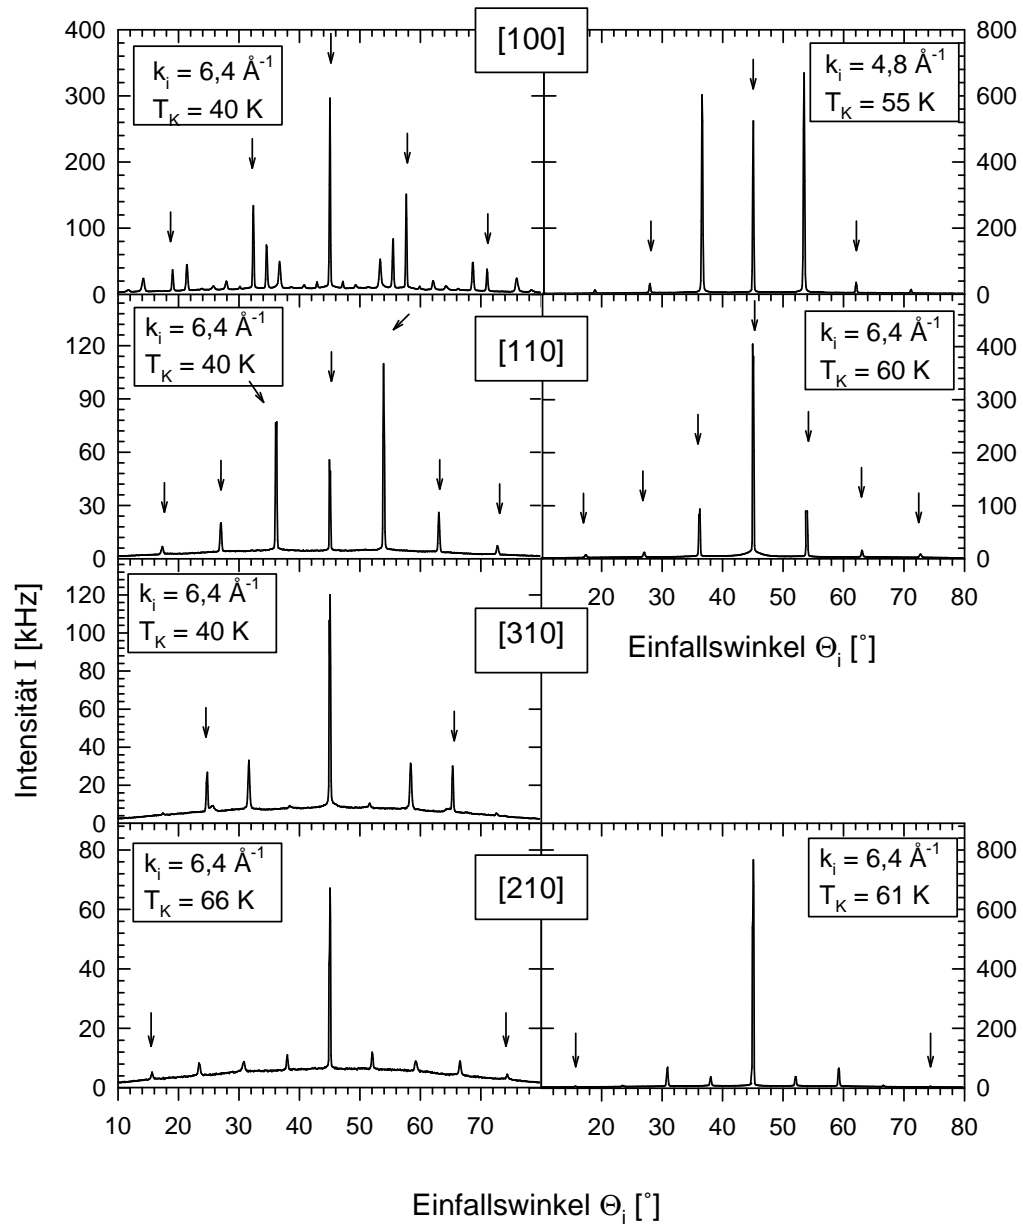 400
300
200
100
0
[100]
k_i = 6,4 Å⁻¹
T_K = 40 K
k_i = 4,8 Å⁻¹
T_K = 55 K
800
600
400
200
0
120
90
60
30
0
[110]
k_i = 6,4 Å⁻¹
T_K = 40 K
k_i = 6,4 Å⁻¹
T_K = 60 K
400
300
200
100
0
20 30 40 50 60 70 80
Einfallswinkel Θ_i [°]
Intensität I [kHz]
120
100
80
60
40
20
0
[310]
k_i = 6,4 Å⁻¹
T_K = 40 K
80
60
40
20
0
[210]
k_i = 6,4 Å⁻¹
T_K = 66 K
k_i = 6,4 Å⁻¹
T_K = 61 K
800
600
400
200
0
10 20 30 40 50 60 70
20 30 40 50 60 70 80
Einfallswinkel Θ_i [°]